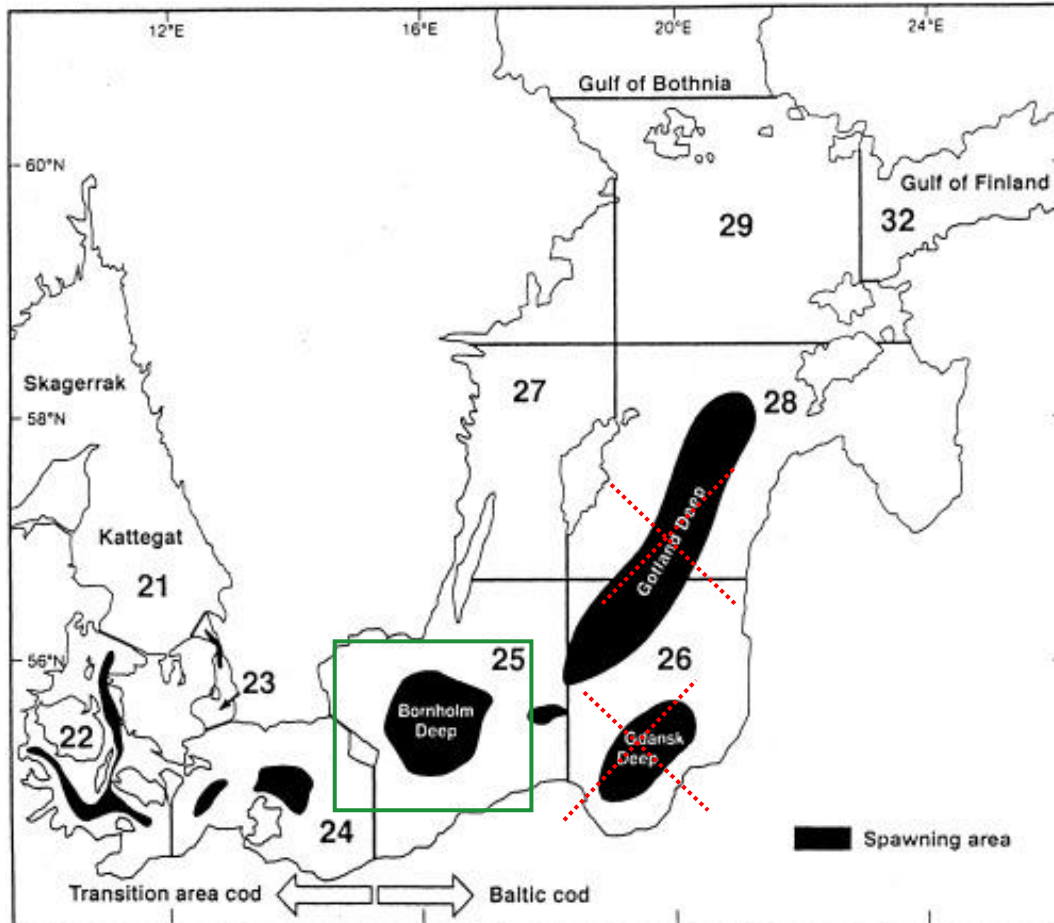 12°E 16°E 20°E 24°E
Gulf of Bothnia
60°N
Gulf of Finland
29
32
Skagerrak
27
58°N
28
Kattegat
Gotland Deep
21
56°N
25
26
23
Bornholm
Deep
22
Gdansk
Deep
24
Spawning area
Transition area cod
Baltic cod